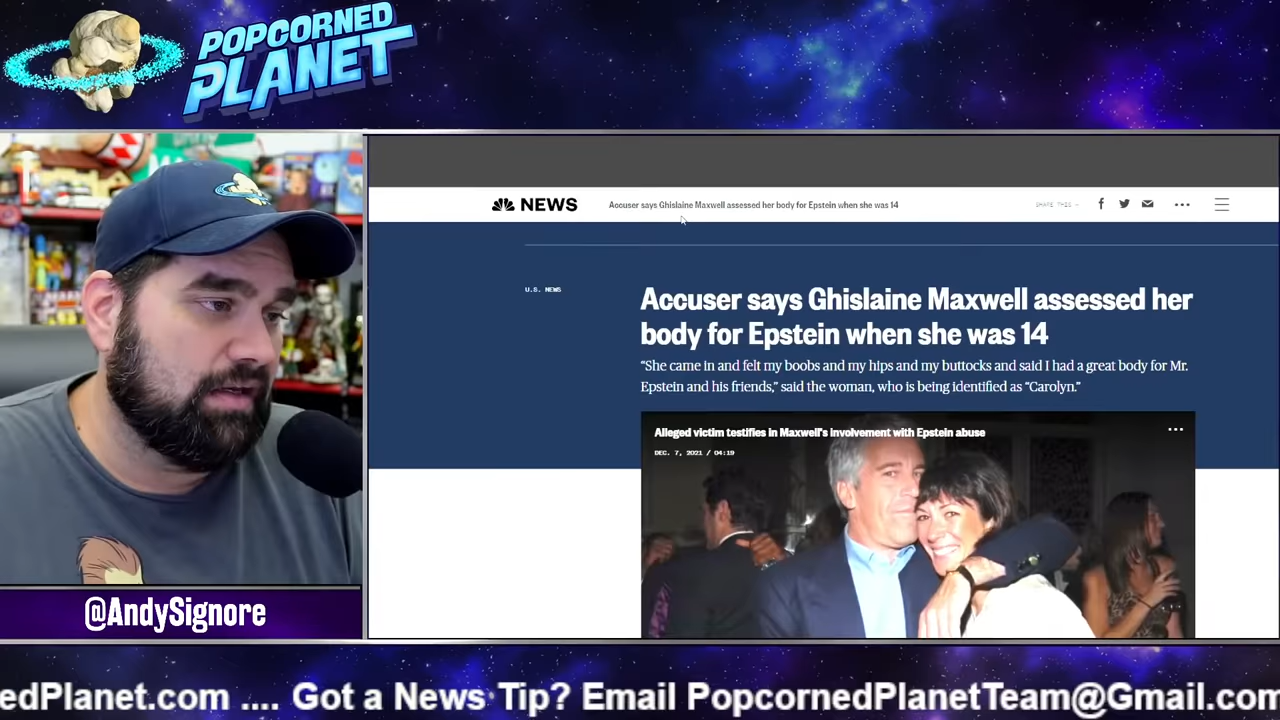 POPCORNED
PLANET
NEWS
Accuser says Ghislaine Maxwell assessed her body for Epstein when she was 14
SHARE THIS
U.S. NEWS
Accuser says Ghislaine Maxwell assessed her
body for Epstein when she was 14
“She came in and felt my boobs and my hips and my buttocks and said I had a great body for Mr.
Epstein and his friends,” said the woman, who is being identified as “Carolyn.”
Alleged victim testifies in Maxwell's involvement with Epstein abuse
DEC. 7, 2021 / 04:19
@AndySignore
edPlanet.com .... Got a News Tip? Email PopcornedPlanetTeam@Gmail.com